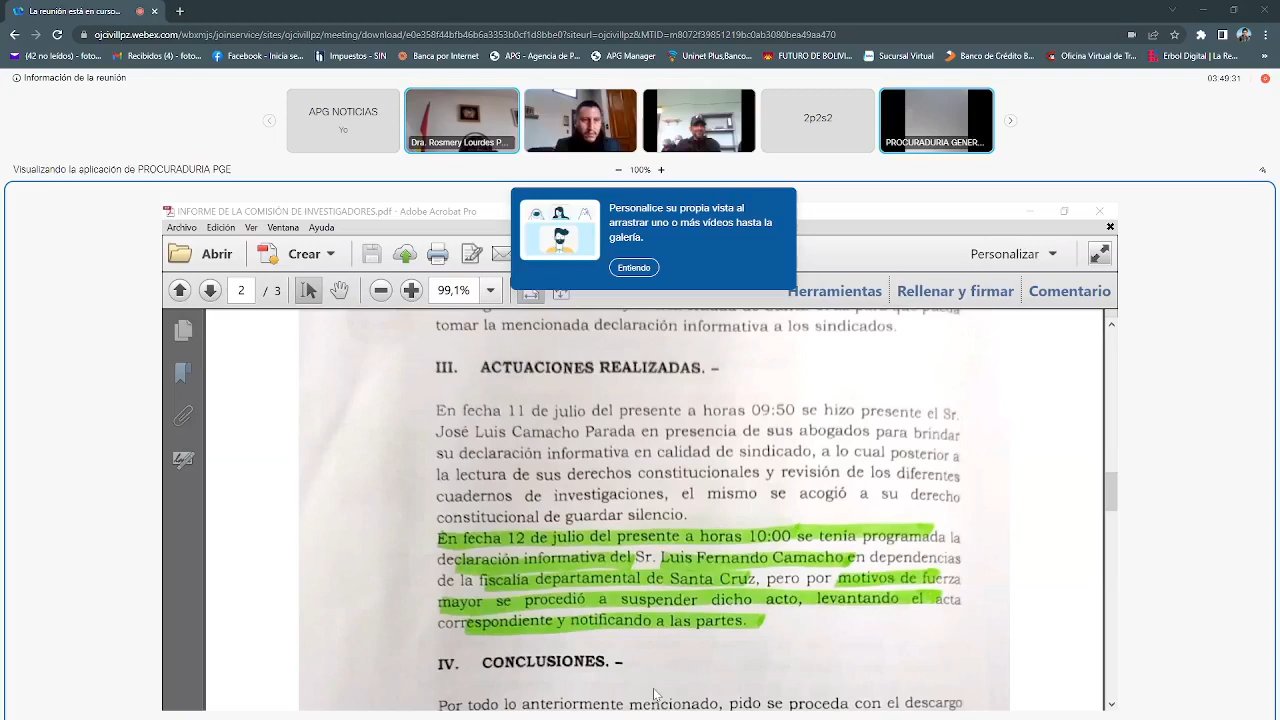 La reunión está en curso...
ojcivillpz.webex.com/wbxmjs/joinservice/sites/ojcivillpz/meeting/download/e0e358f44bfb46b6a3353b0cf1d8bbe0?siteurl=ojcivillpz&MTID=m8072f39851219bc0ab3080bea49aa470
(42 no leídos) - foto...
Recibidos (4) - foto...
Facebook - Inicia se...
Impuestos - SIN
Banca por Internet
APG - Agencia de P...
APG Manager
Uninet Plus,Banco...
FUTURO DE BOLIVI...
Sucursal Virtual
Banco de Crédito B...
Oficina Virtual de Tr...
Erbol Digital | La Re...
Información de la reunión
03:49:31
APG NOTICIAS
Yo
Dra. Rosmery Lourdes P...
2p2s2
PROCURADURIA GENER...
Visualizando la aplicación de PROCURADURIA PGE
100%
INFORME DE LA COMISIÓN DE INVESTIGADORES.pdf - Adobe Acrobat Pro
Archivo Edición Ver Ventana Ayuda
Personalice su propia vista al
arrastrar uno o más vídeos hasta la
galería.
Entiendo
Abrir
Crear
Personalizar
2 / 3
99,1%
Herramientas
Rellenar y firmar
Comentario
tomar la mencionada declaración informativa a los sindicados.
III. ACTUACIONES REALIZADAS. –
En fecha 11 de julio del presente a horas 09:50 se hizo presente el Sr.
José Luis Camacho Parada en presencia de sus abogados para brindar
su declaración informativa en calidad de sindicado, a lo cual posterior a
la lectura de sus derechos constitucionales y revisión de los diferentes
cuadernos de investigaciones, el mismo se acogió a su derecho
constitucional de guardar silencio.
En fecha 12 de julio del presente a horas 10:00 se tenía programada la
declaración informativa del Sr. Luis Fernando Camacho en dependencias
de la fiscalía departamental de Santa Cruz, pero por motivos de fuerza
mayor se procedió a suspender dicho acto, levantando el acta
correspondiente y notificando a las partes.
IV. CONCLUSIONES. –
Por todo lo anteriormente mencionado, pido se proceda con el descargo